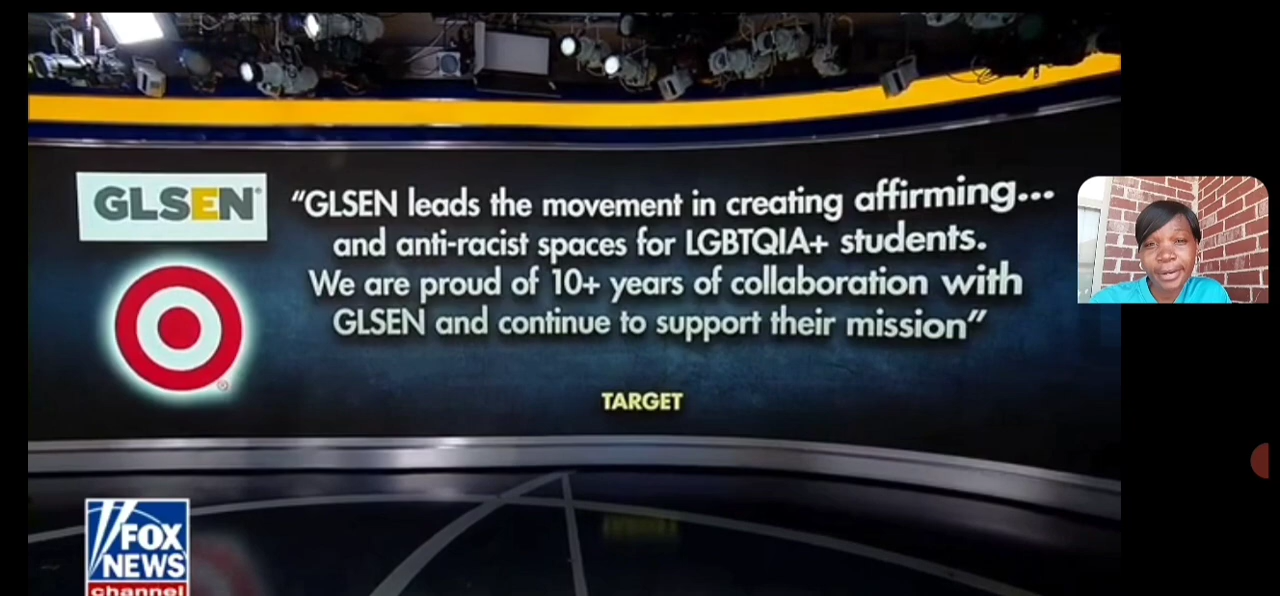 GLSEN
“GLSEN leads the movement in creating affirming...
and anti-racist spaces for LGBTQIA+ students.
We are proud of 10+ years of collaboration with
GLSEN and continue to support their mission”
TARGET
FOX
NEWS
channel